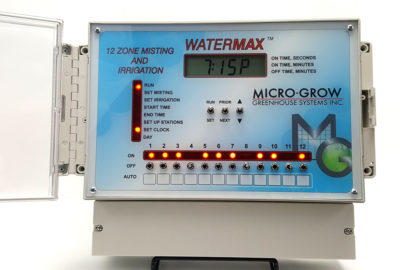 WATERMAX™
12 ZONE MISTING
AND
IRRIGATION
7:15P
ON TIME, SECONDS
ON TIME, MINUTES
OFF TIME, MINUTES
RUN
SET MISTING
SET IRRIGATION
START TIME
END TIME
SET UP STATIONS
SET CLOCK
DAY
RUN PRIOR ▲
SET NEXT ▼
MICRO-GROW
GREENHOUSE SYSTEMS INC.
MG
1 2 3 4 5 6 7 8 9 10 11 12
ON
OFF
AUTO